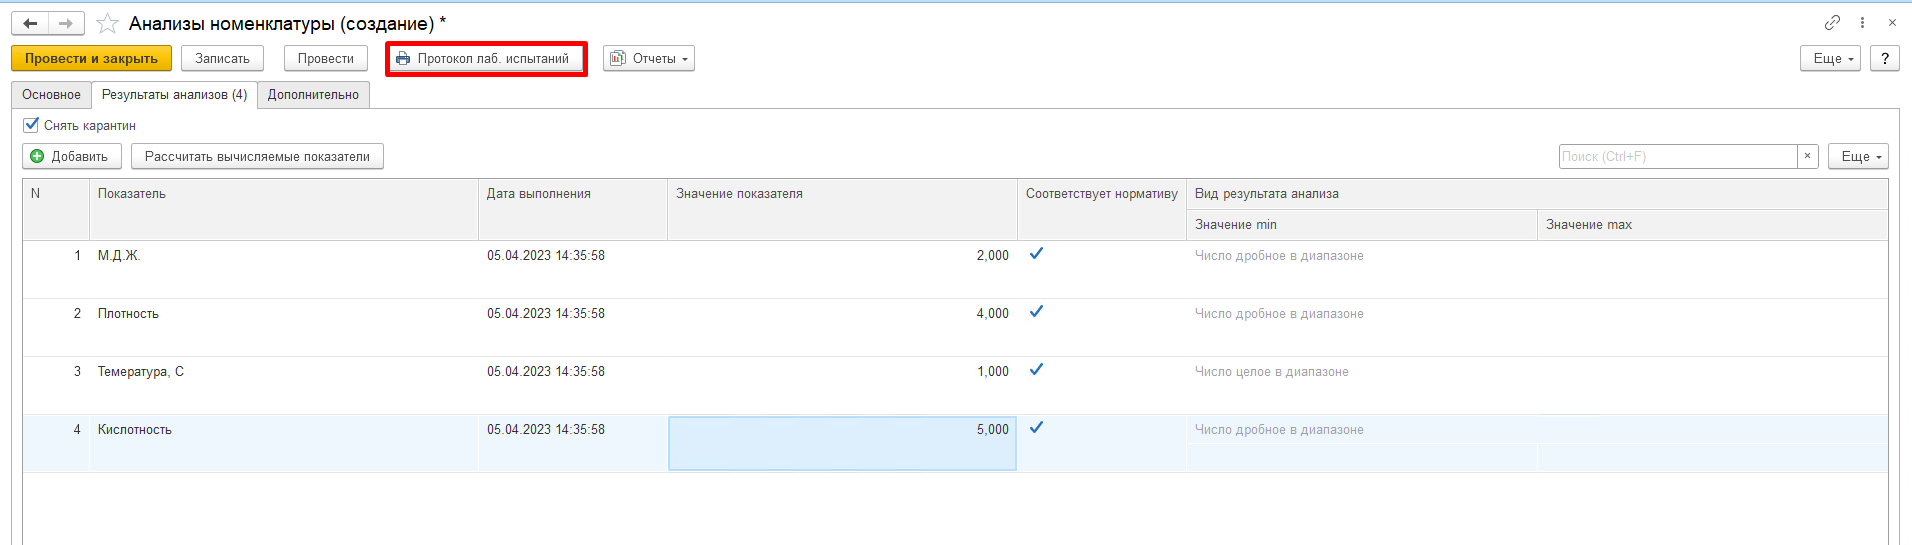 Анализы номенклатуры (создание) *
Провести и закрыть Записать Провести Протокол лаб. испытаний Отчеты Еще ?
Основное Результаты анализов (4) Дополнительно
Снять карантин
Добавить Рассчитать вычисляемые показатели Поиск (Ctrl+F) × Еще
N Показатель Дата выполнения Значение показателя Соответствует нормативу Вид результата анализа
Значение min Значение max
1 М.Д.Ж. 05.04.2023 14:35:58 2,000 Число дробное в диапазоне
2 Плотность 05.04.2023 14:35:58 4,000 Число дробное в диапазоне
3 Темература, С 05.04.2023 14:35:58 1,000 Число целое в диапазоне
4 Кислотность 05.04.2023 14:35:58 5,000 Число дробное в диапазоне